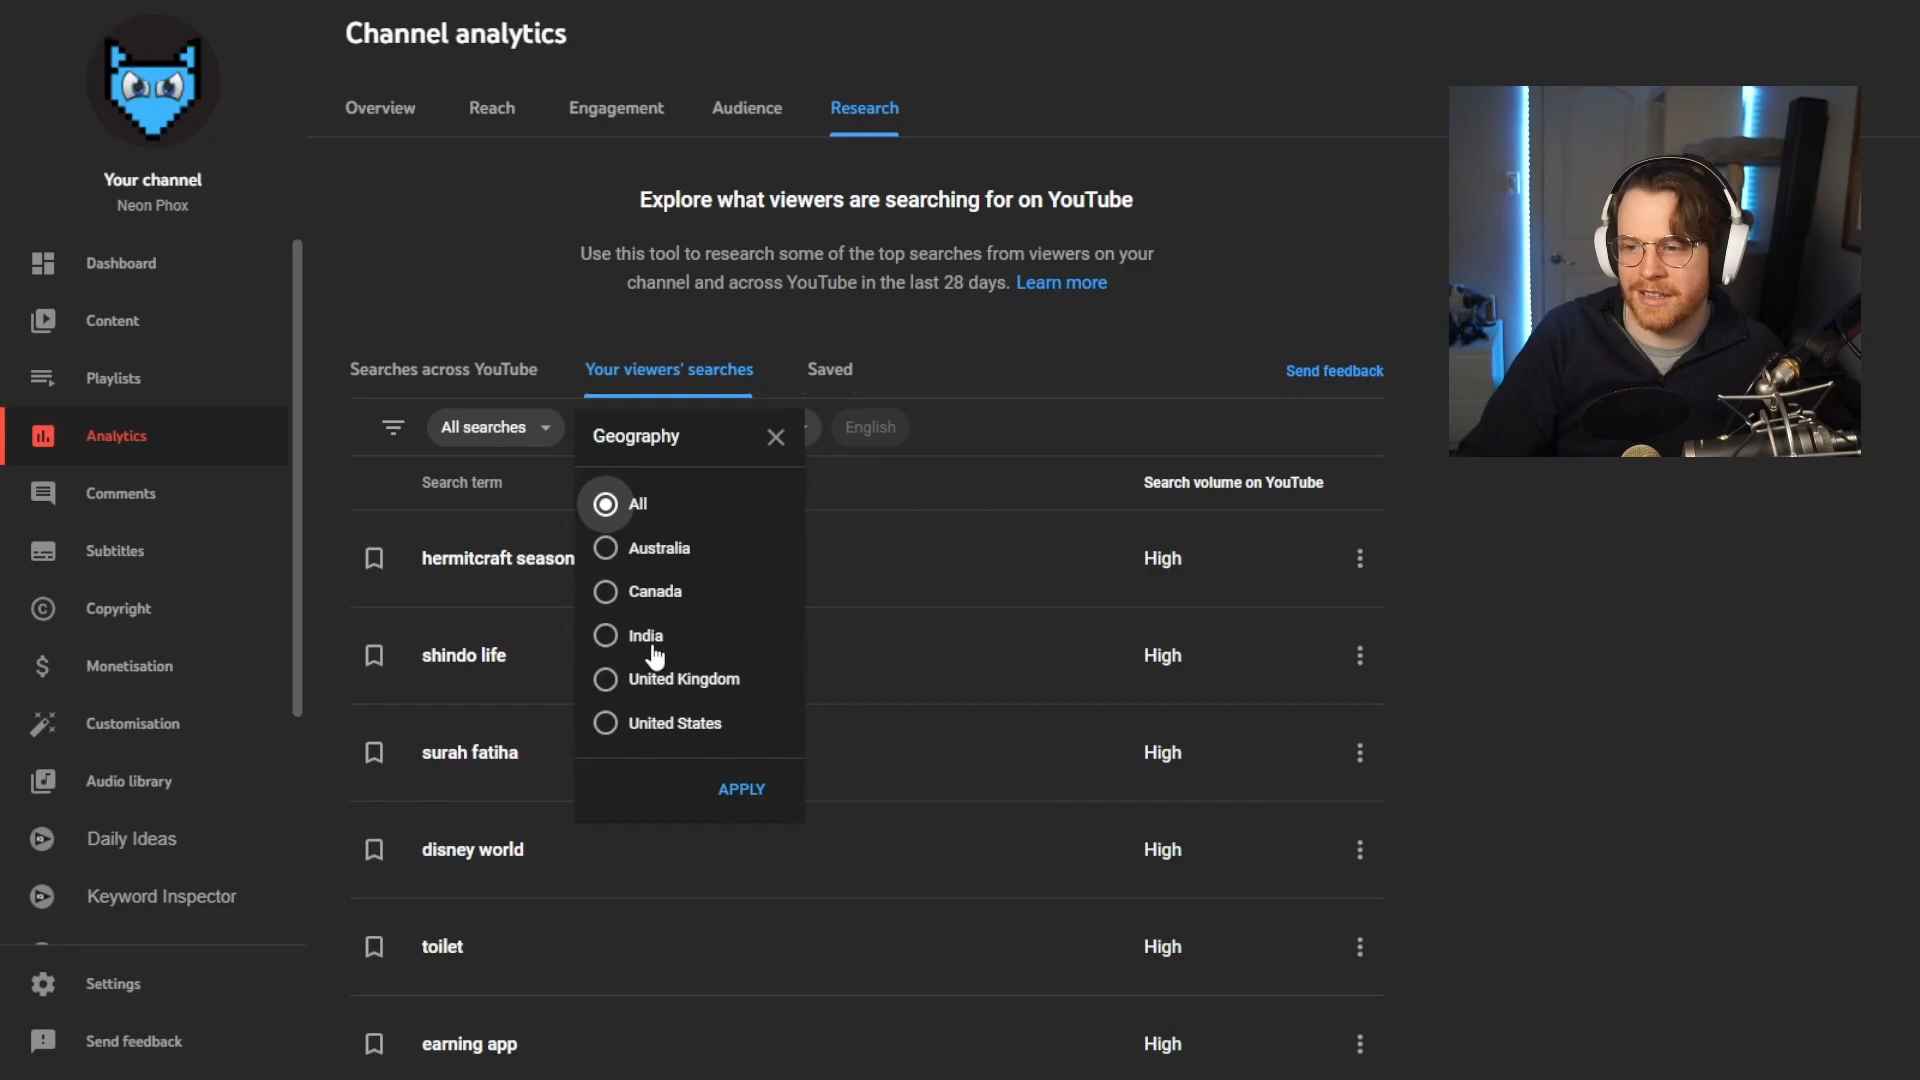 Channel analytics
Overview
Reach
Engagement
Audience
Research
Your channel
Neon Phox
Explore what viewers are searching for on YouTube
Use this tool to research some of the top searches from viewers on your
channel and across YouTube in the last 28 days. Learn more
Dashboard
Content
Playlists
Analytics
Comments
Subtitles
Copyright
Monetisation
Customisation
Audio library
Daily Ideas
Keyword Inspector
Settings
Send feedback
Searches across YouTube
Your viewers' searches
Saved
Send feedback
All searches
English
Geography
All
Australia
Canada
India
United Kingdom
United States
APPLY
Search term
Search volume on YouTube
hermitcraft season
High
shindo life
High
surah fatiha
High
disney world
High
toilet
High
earning app
High